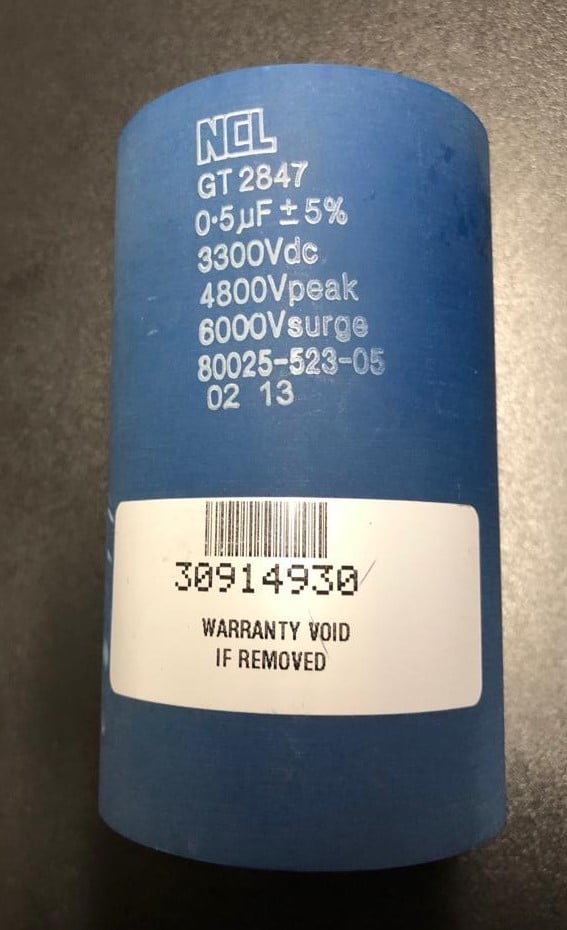 NCL
GT 2847
0·5µF ± 5%
3300Vdc
4800Vpeak
6000Vsurge
80025-523-05
02 13
30914930
WARRANTY VOID
IF REMOVED